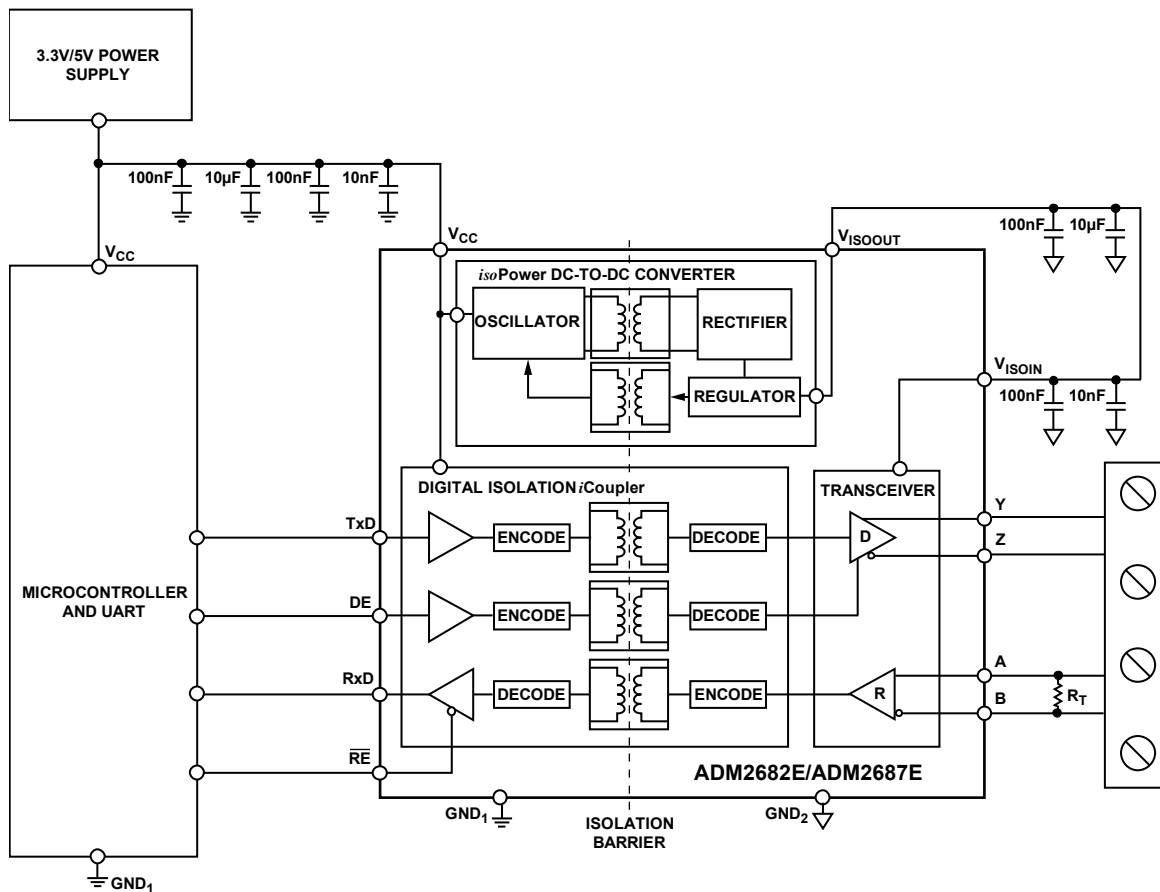 3.3V/5V POWER
SUPPLY
100nF
10µF
100nF
10nF
VCC
VCC
VISOOUT
100nF
10µF
isoPower DC-TO-DC CONVERTER
OSCILLATOR
RECTIFIER
REGULATOR
VISOIN
100nF
10nF
DIGITAL ISOLATION iCoupler
TRANSCEIVER
TxD
ENCODE
DECODE
D
Y
Z
MICROCONTROLLER
AND UART
DE
ENCODE
DECODE
RxD
DECODE
ENCODE
R
A
B
RT
RE
ADM2682E/ADM2687E
GND1
ISOLATION
BARRIER
GND2
GND1